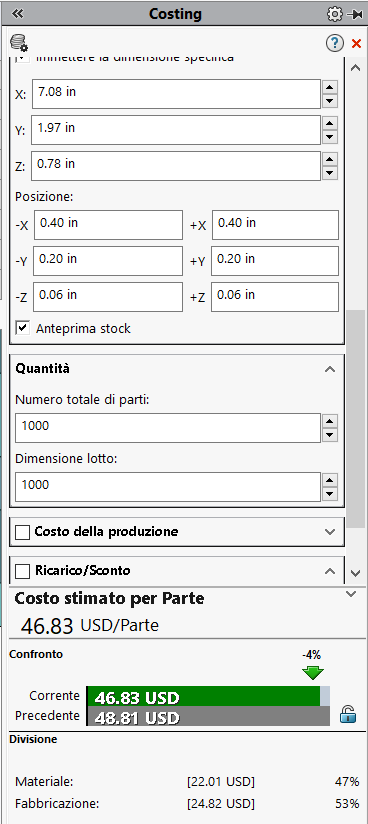 Costing
Immettere la dimensione specifica
X: 7.08 in
Y: 1.97 in
Z: 0.78 in
Posizione:
-X 0.40 in +X 0.40 in
-Y 0.20 in +Y 0.20 in
-Z 0.06 in +Z 0.06 in
Anteprima stock
Quantità
Numero totale di parti:
1000
Dimensione lotto:
1000
Costo della produzione
Ricarico/Sconto
Costo stimato per Parte
46.83 USD/Parte
Confronto -4%
Corrente 46.83 USD
Precedente 48.81 USD
Divisione
Materiale: [22.01 USD] 47%
Fabbricazione: [24.82 USD] 53%